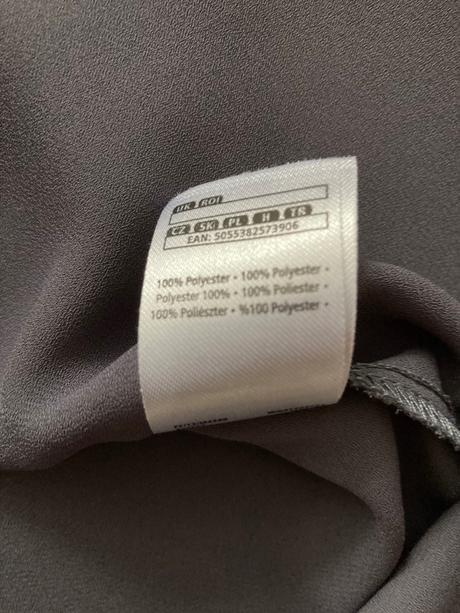 UK ROI
CZ SK PL H TR
EAN: 5055382573906
100% Polyester • 100% Polyester •
Polyester 100% • 100% Poliester •
100% Poliészter • %100 Polyester •